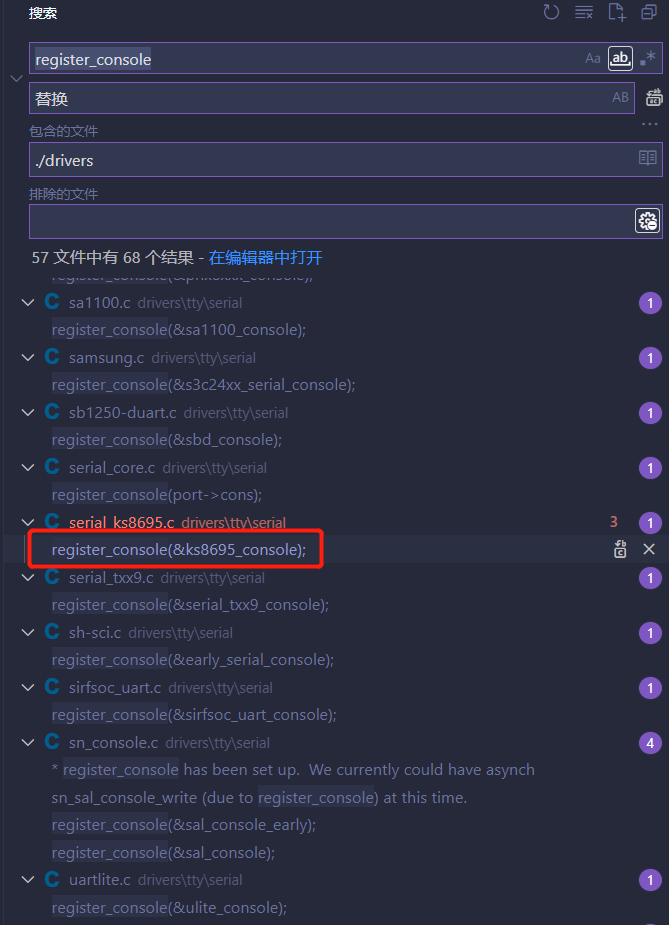 搜索
register_console Aa ab, .*
替换 AB
包含的文件 ...
./drivers
排除的文件
57 文件中有 68 个结果 - 在编辑器中打开
sa1100.c drivers\tty\serial 1
register_console(&sa1100_console);
samsung.c drivers\tty\serial 1
register_console(&s3c24xx_serial_console);
sb1250-duart.c drivers\tty\serial 1
register_console(&sbd_console);
serial_core.c drivers\tty\serial 1
register_console(port->cons);
serial_ks8695.c drivers\tty\serial 3 1
register_console(&ks8695_console);
serial_txx9.c drivers\tty\serial 1
register_console(&serial_txx9_console);
sh-sci.c drivers\tty\serial 1
register_console(&early_serial_console);
sirfsoc_uart.c drivers\tty\serial 1
register_console(&sirfsoc_uart_console);
sn_console.c drivers\tty\serial 4
* register_console has been set up.  We currently could have asynch
sn_sal_console_write (due to register_console) at this time.
register_console(&sal_console_early);
register_console(&sal_console);
uartlite.c drivers\tty\serial 1
register_console(&ulite_console);